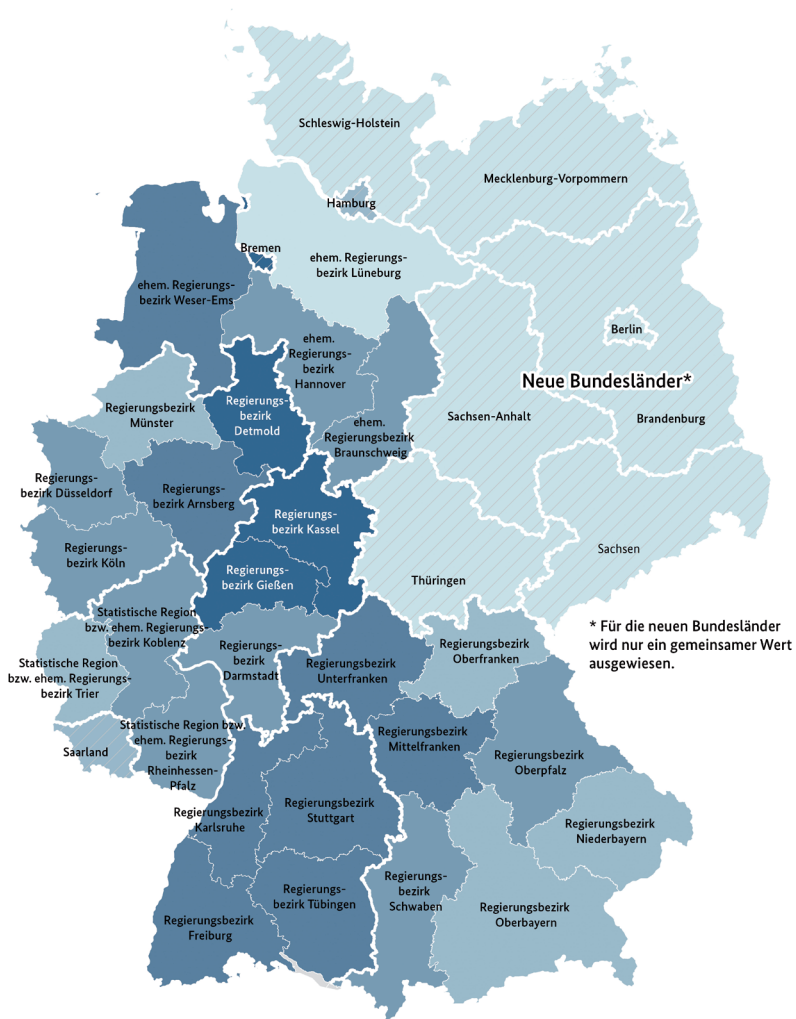 Schleswig-Holstein
Mecklenburg-Vorpommern
Hamburg
Bremen
ehem. Regierungs-
bezirk Lüneburg
ehem. Regierungs-
bezirk Weser-Ems
Berlin
ehem.
Regierungs-
bezirk
Hannover
Neue Bundesländer*
Regierungsbezirk
Münster
Regierungs-
bezirk
Detmold
Sachsen-Anhalt
Brandenburg
ehem.
Regierungsbezirk
Braunschweig
Regierungs-
bezirk Düsseldorf
Regierungs-
bezirk Arnsberg
Regierungs-
bezirk Kassel
Regierungs-
bezirk Köln
Sachsen
Regierungs-
bezirk Gießen
Thüringen
Statistische Region
bzw. ehem. Regierungs-
bezirk Koblenz
* Für die neuen Bundesländer
wird nur ein gemeinsamer Wert
ausgewiesen.
Regierungs-
bezirk
Darmstadt
Regierungsbezirk
Oberfranken
Statistische Region
bzw. ehem. Regierungs-
bezirk Trier
Regierungsbezirk
Unterfranken
Statistische Region bzw.
ehem. Regierungs-
bezirk
Rheinhessen-
Pfalz
Saarland
Regierungsbezirk
Mittelfranken
Regierungsbezirk
Oberpfalz
Regierungsbezirk
Karlsruhe
Regierungsbezirk
Stuttgart
Regierungsbezirk
Niederbayern
Regierungs-
bezirk
Schwaben
Regierungs-
bezirk Tübingen
Regierungsbezirk
Oberbayern
Regierungsbezirk
Freiburg